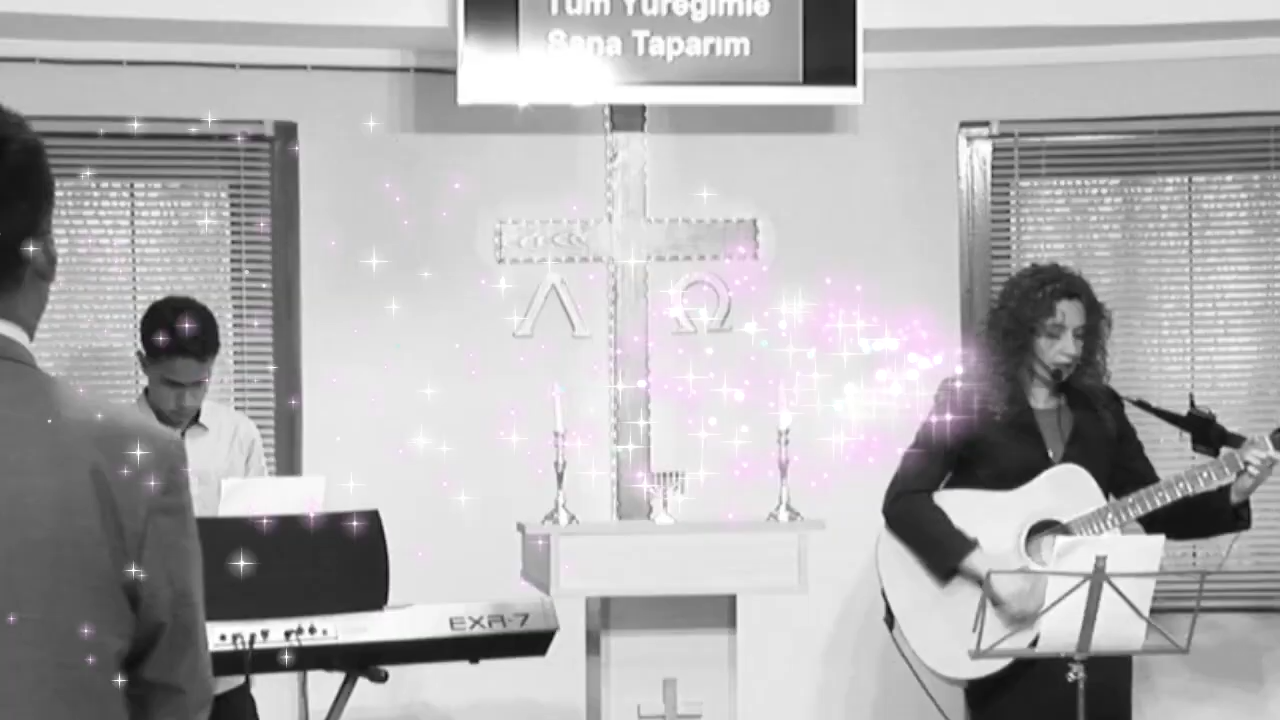 Tüm Yüreğimle
Sana Taparım
Λ Ω
EXR-7